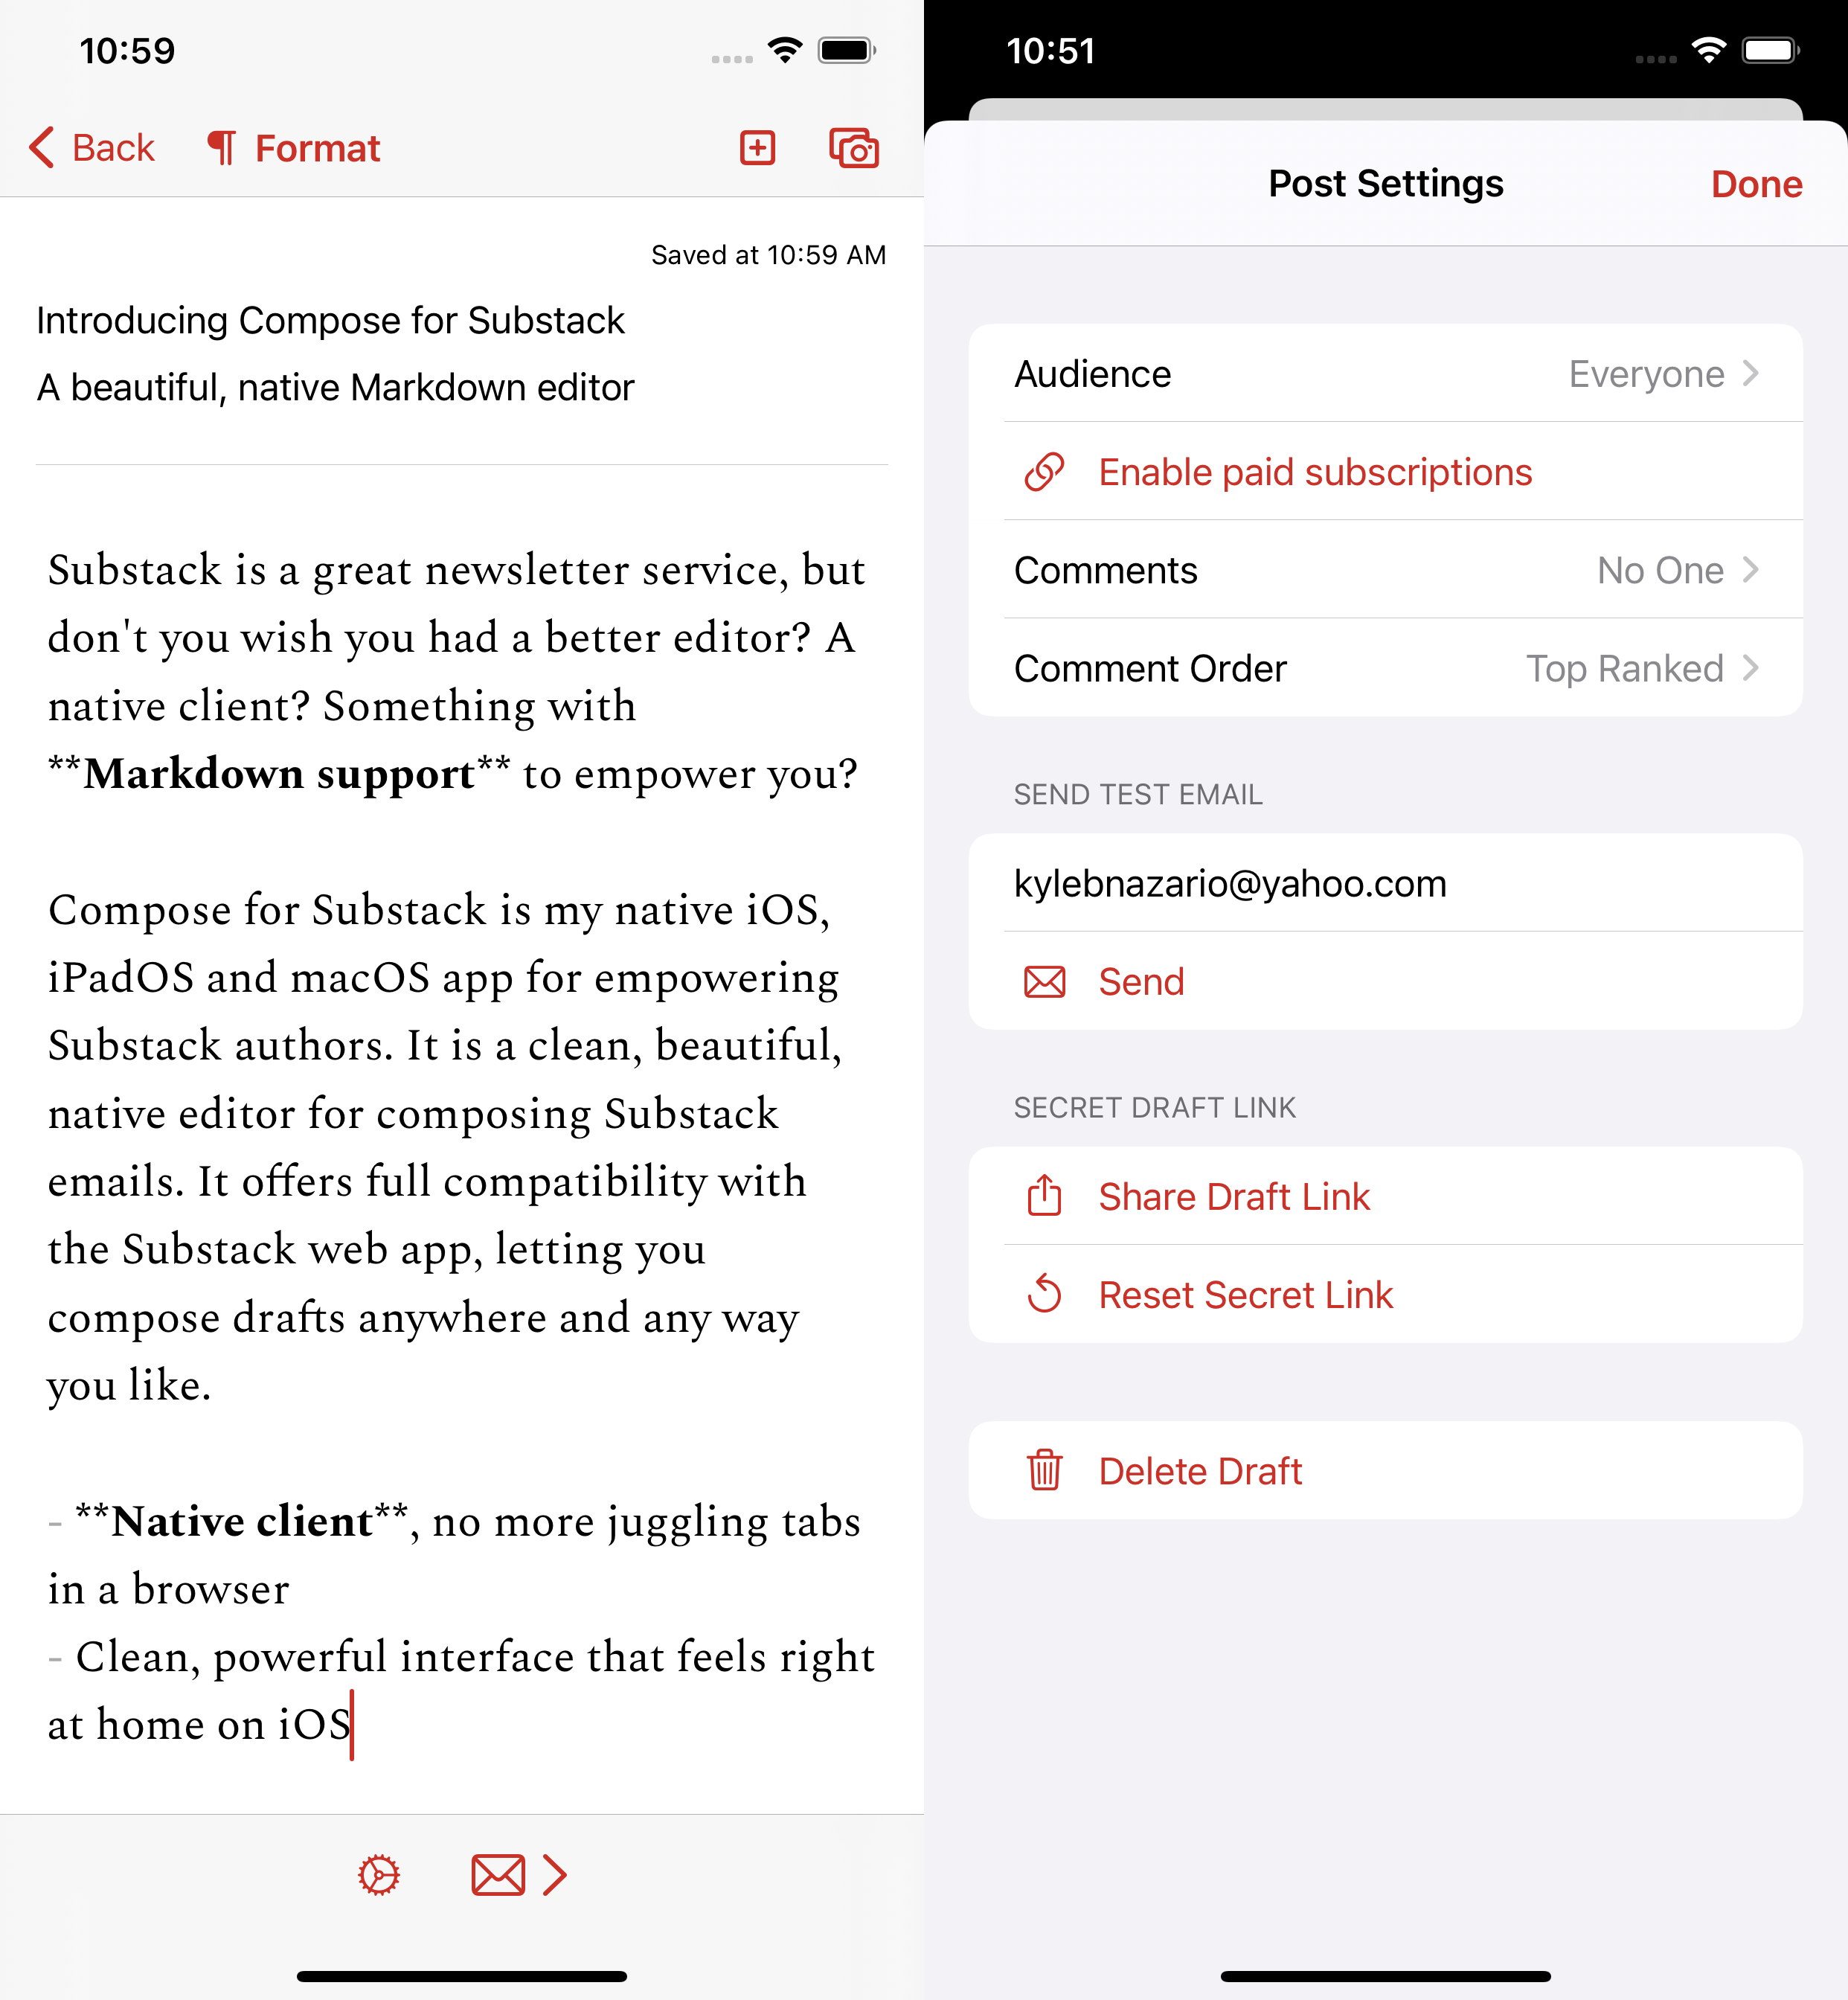 10:59
Back
Format
Saved at 10:59 AM
Introducing Compose for Substack
A beautiful, native Markdown editor
Substack is a great newsletter service, but
don't you wish you had a better editor? A
native client? Something with
**Markdown support** to empower you?
Compose for Substack is my native iOS,
iPadOS and macOS app for empowering
Substack authors. It is a clean, beautiful,
native editor for composing Substack
emails. It offers full compatibility with
the Substack web app, letting you
compose drafts anywhere and any way
you like.
- **Native client**, no more juggling tabs
in a browser
- Clean, powerful interface that feels right
at home on iOS
10:51
Post Settings
Done
Audience Everyone
Enable paid subscriptions
Comments No One
Comment Order Top Ranked
SEND TEST EMAIL
kylebnazario@yahoo.com
Send
SECRET DRAFT LINK
Share Draft Link
Reset Secret Link
Delete Draft